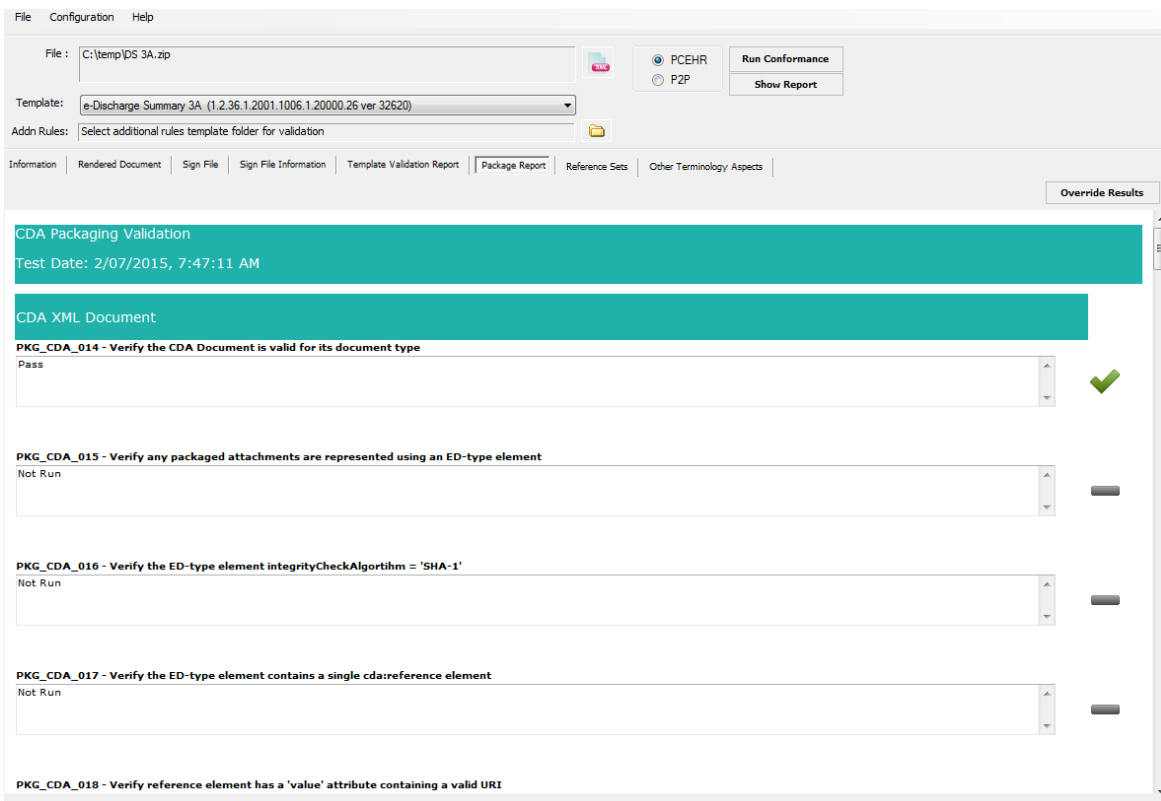 File Configuration Help
File : C:\temp\DS 3A.zip
XML
PCEHR
P2P
Run Conformance
Show Report
Template: e-Discharge Summary 3A (1.2.36.1.2001.1006.1.20000.26 ver 32620)
Addn Rules: Select additional rules template folder for validation
Information Rendered Document Sign File Sign File Information Template Validation Report Package Report Reference Sets Other Terminology Aspects
Override Results
CDA Packaging Validation
Test Date: 2/07/2015, 7:47:11 AM
CDA XML Document
PKG_CDA_014 - Verify the CDA Document is valid for its document type
Pass
PKG_CDA_015 - Verify any packaged attachments are represented using an ED-type element
Not Run
PKG_CDA_016 - Verify the ED-type element integrityCheckAlgortihm = 'SHA-1'
Not Run
PKG_CDA_017 - Verify the ED-type element contains a single cda:reference element
Not Run
PKG_CDA_018 - Verify reference element has a 'value' attribute containing a valid URI